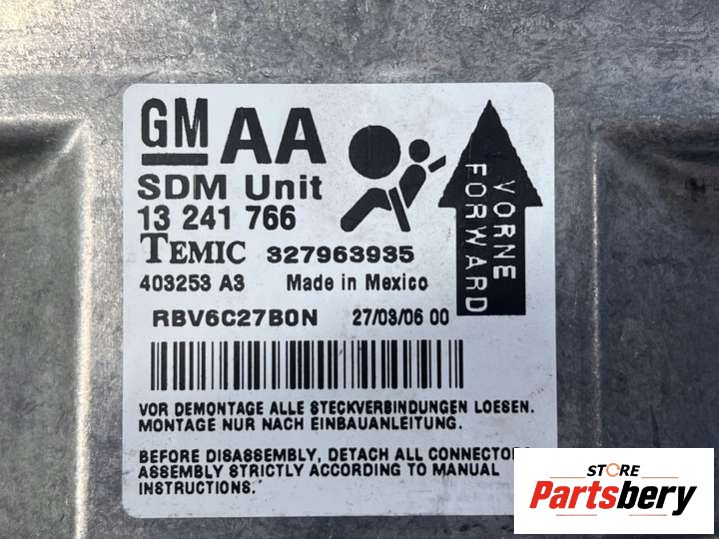 GM AA
SDM Unit
13 241 766
TEMIC 327963935
403253 A3 Made in Mexico
RBV6C27B0N 27/03/06 00
VORNE
FORWARD
VOR DEMONTAGE ALLE STECKVERBINDUNGEN LOESEN.
MONTAGE NUR NACH EINBAUANLEITUNG.
BEFORE DISASSEMBLY, DETACH ALL CONNECTORS
ASSEMBLY STRICTLY ACCORDING TO MANUAL
INSTRUCTIONS.
STORE
Partsbery